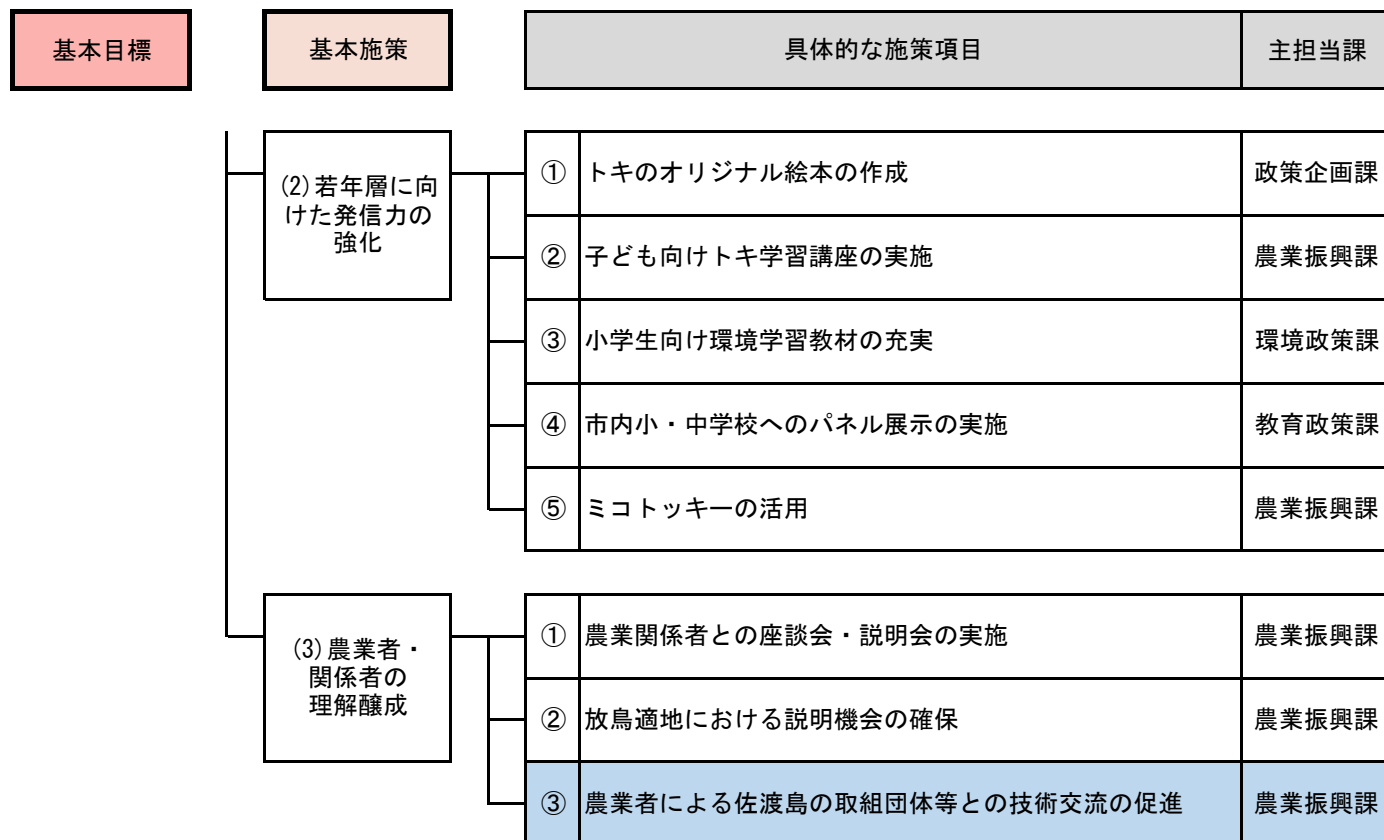 基本目標 基本施策 具体的な施策項目 主担当課
(2)若年層に向
けた発信力の
強化
① トキのオリジナル絵本の作成 政策企画課
② 子ども向けトキ学習講座の実施 農業振興課
③ 小学生向け環境学習教材の充実 環境政策課
④ 市内小・中学校へのパネル展示の実施 教育政策課
⑤ ミコトッキーの活用 農業振興課
(3)農業者・
関係者の
理解醸成
① 農業関係者との座談会・説明会の実施 農業振興課
② 放鳥適地における説明機会の確保 農業振興課
③ 農業者による佐渡島の取組団体等との技術交流の促進 農業振興課